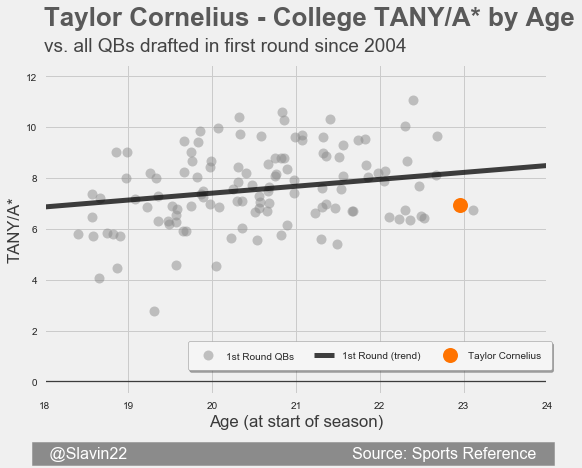 Taylor Cornelius - College TANY/A* by Age
vs. all QBs drafted in first round since 2004
12
10
8
6
4
2
0
TANY/A*
1st Round QBs
1st Round (trend)
Taylor Cornelius
18
19
20
21
22
23
24
Age (at start of season)
@Slavin22
Source: Sports Reference